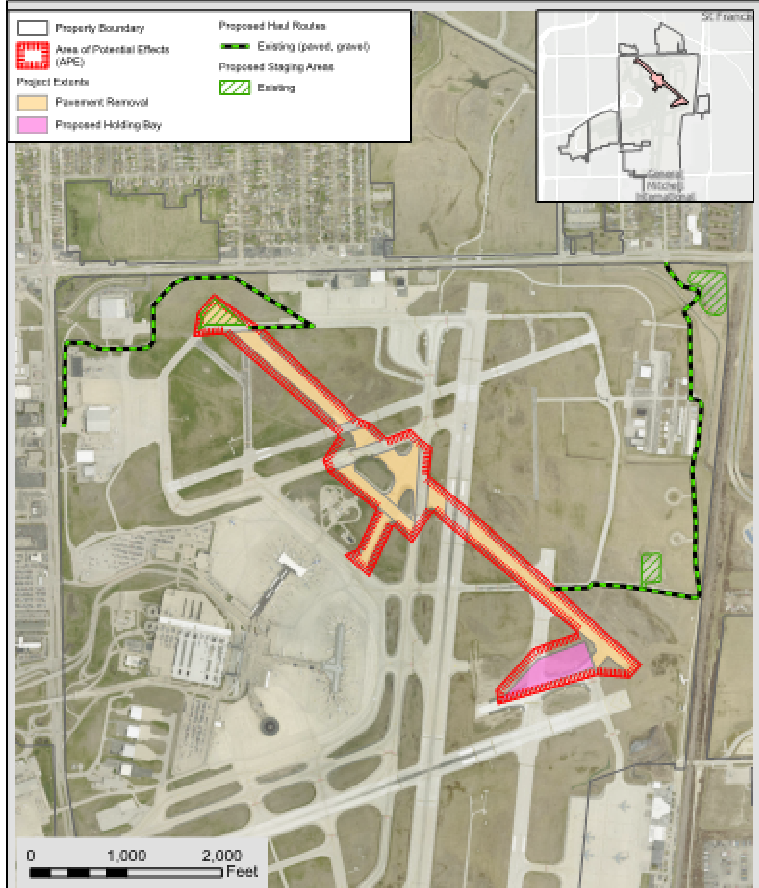 Property Boundary
Area of Potential Effects
(APE)
Project Extents
Pavement Removal
Proposed Holding Bay
Proposed Haul Routes
Existing (paved, gravel)
Proposed Staging Areas
Existing
St. Francis
General
Mitchell
International
0 1,000 2,000
Feet